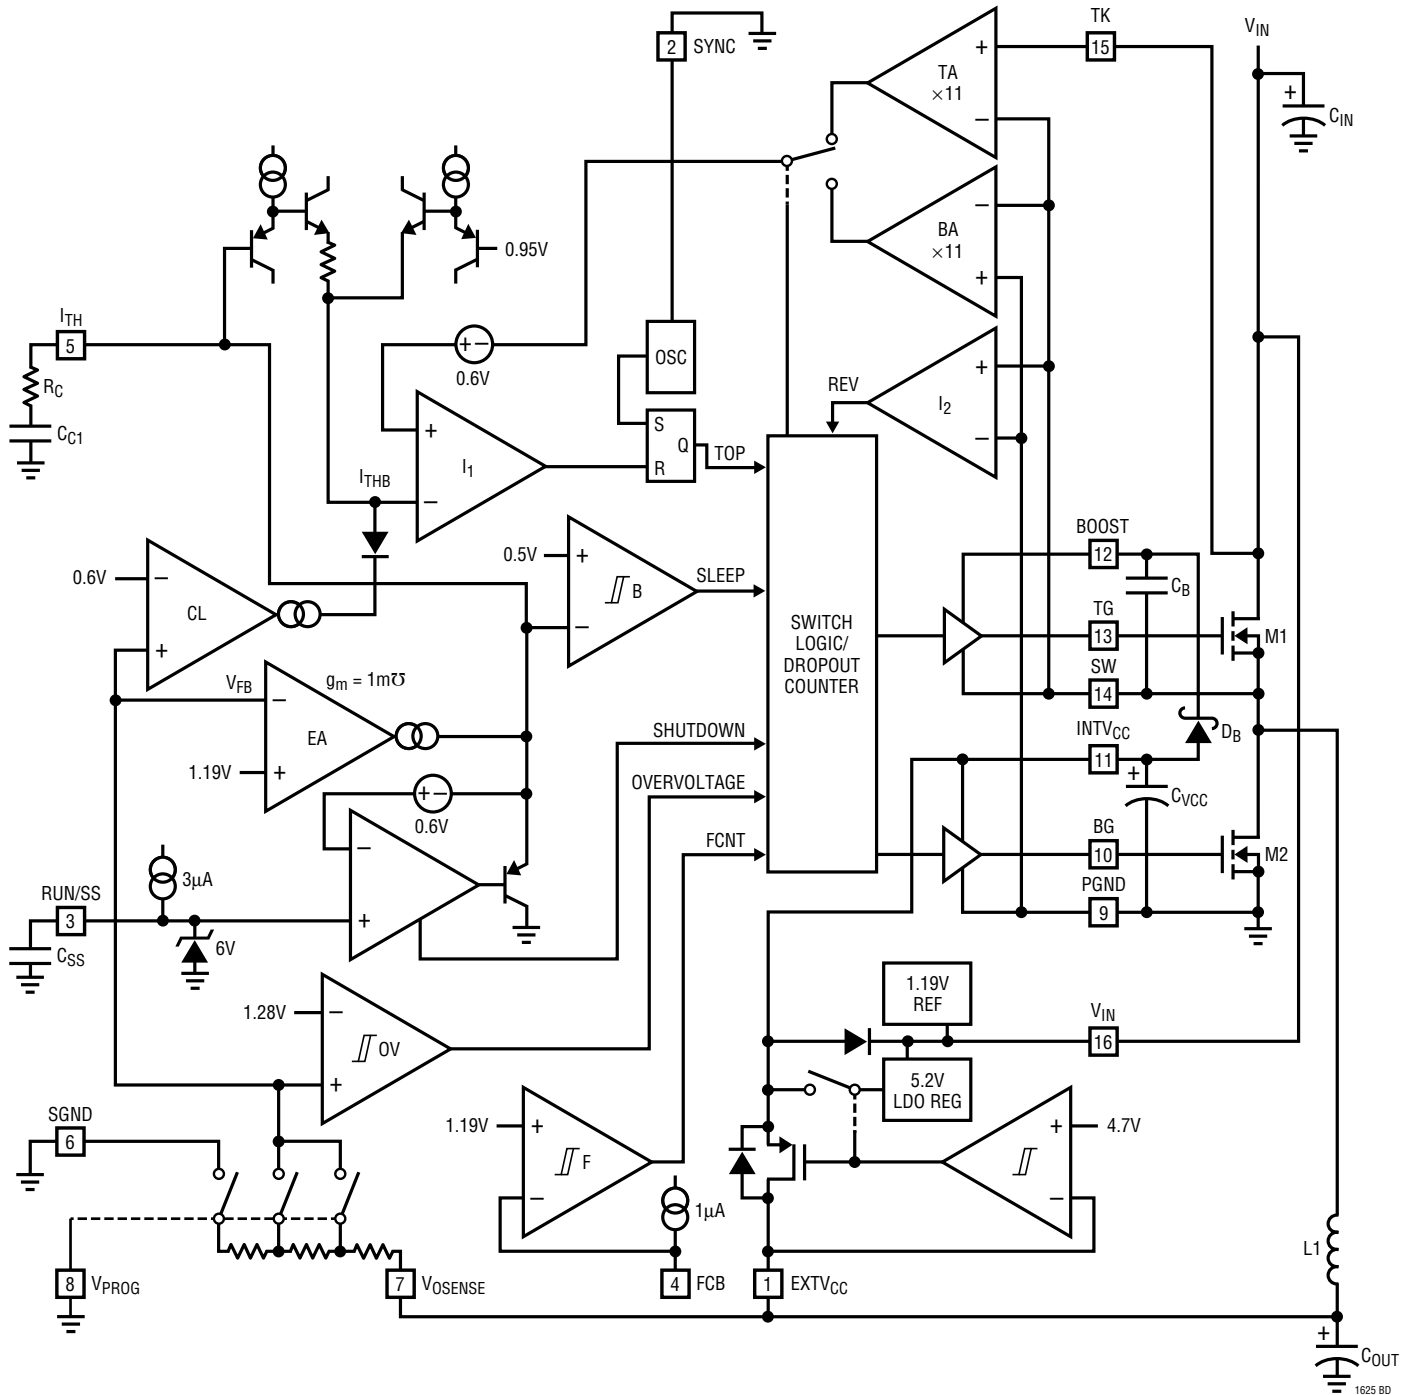 TK
15
VIN
2
SYNC
+
TA
×11
−
+
CIN
−
BA
×11
+
0.95V
ITH
5
RC
CC1
+−
0.6V
OSC
REV
+
I2
−
+
I1
−
S
Q
R
TOP
ITHB
BOOST
12
CB
0.5V
+
B
−
SLEEP
0.6V
−
CL
+
TG
13
M1
SWITCH
LOGIC/
DROPOUT
COUNTER
SW
14
VFB
−
gm = 1m℧
EA
1.19V
+
SHUTDOWN
INTVCC
11
DB
+
CVCC
OVERVOLTAGE
+−
0.6V
FCNT
BG
10
M2
−
3µA
RUN/SS
3
+
PGND
9
CSS
6V
1.19V
REF
1.28V
−
OV
+
VIN
16
5.2V
LDO REG
SGND
6
1.19V
+
F
−
+
4.7V
−
1µA
L1
8
VPROG
7
VOSENSE
4
FCB
1
EXTVCC
+
COUT
1625 BD